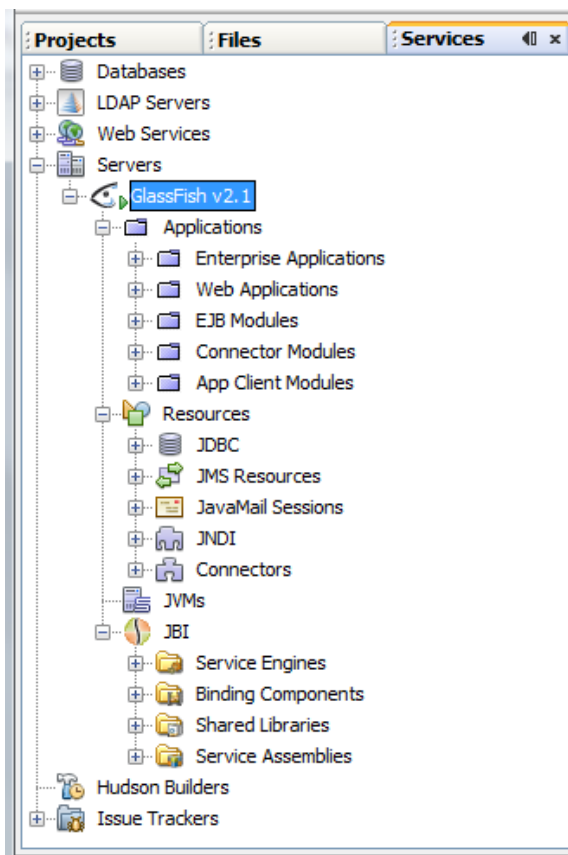 Projects Files Services
Databases
LDAP Servers
Web Services
Servers
GlassFish v2.1
Applications
Enterprise Applications
Web Applications
EJB Modules
Connector Modules
App Client Modules
Resources
JDBC
JMS Resources
JavaMail Sessions
JNDI
Connectors
JVMs
JBI
Service Engines
Binding Components
Shared Libraries
Service Assemblies
Hudson Builders
Issue Trackers